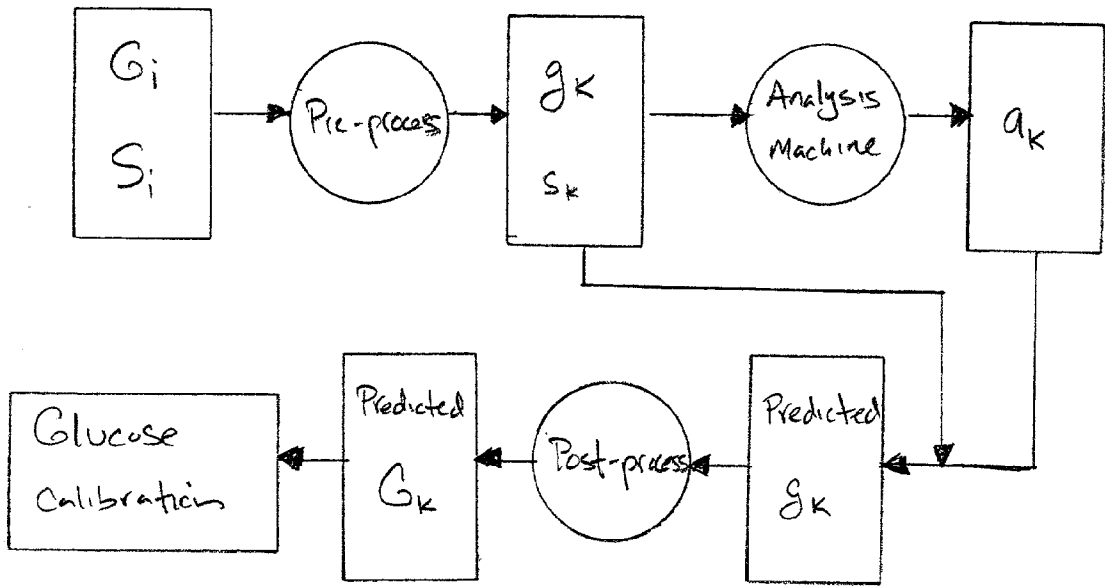 Gi
Si
Pre-process
gk
sk
Analysis
Machine
ak
Glucose
Calibration
Predicted
Gk
Post-process
Predicted
gk